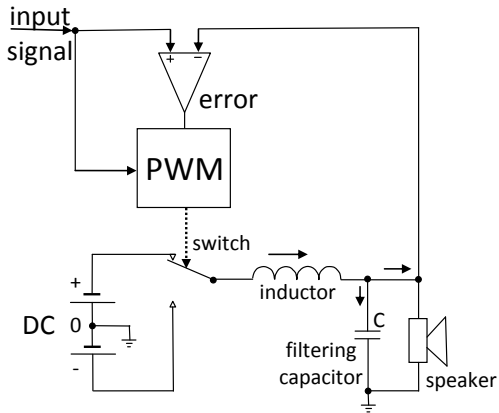 input
signal
+ −
error
PWM
switch
inductor
+
DC 0
-
C
filtering
capacitor
speaker